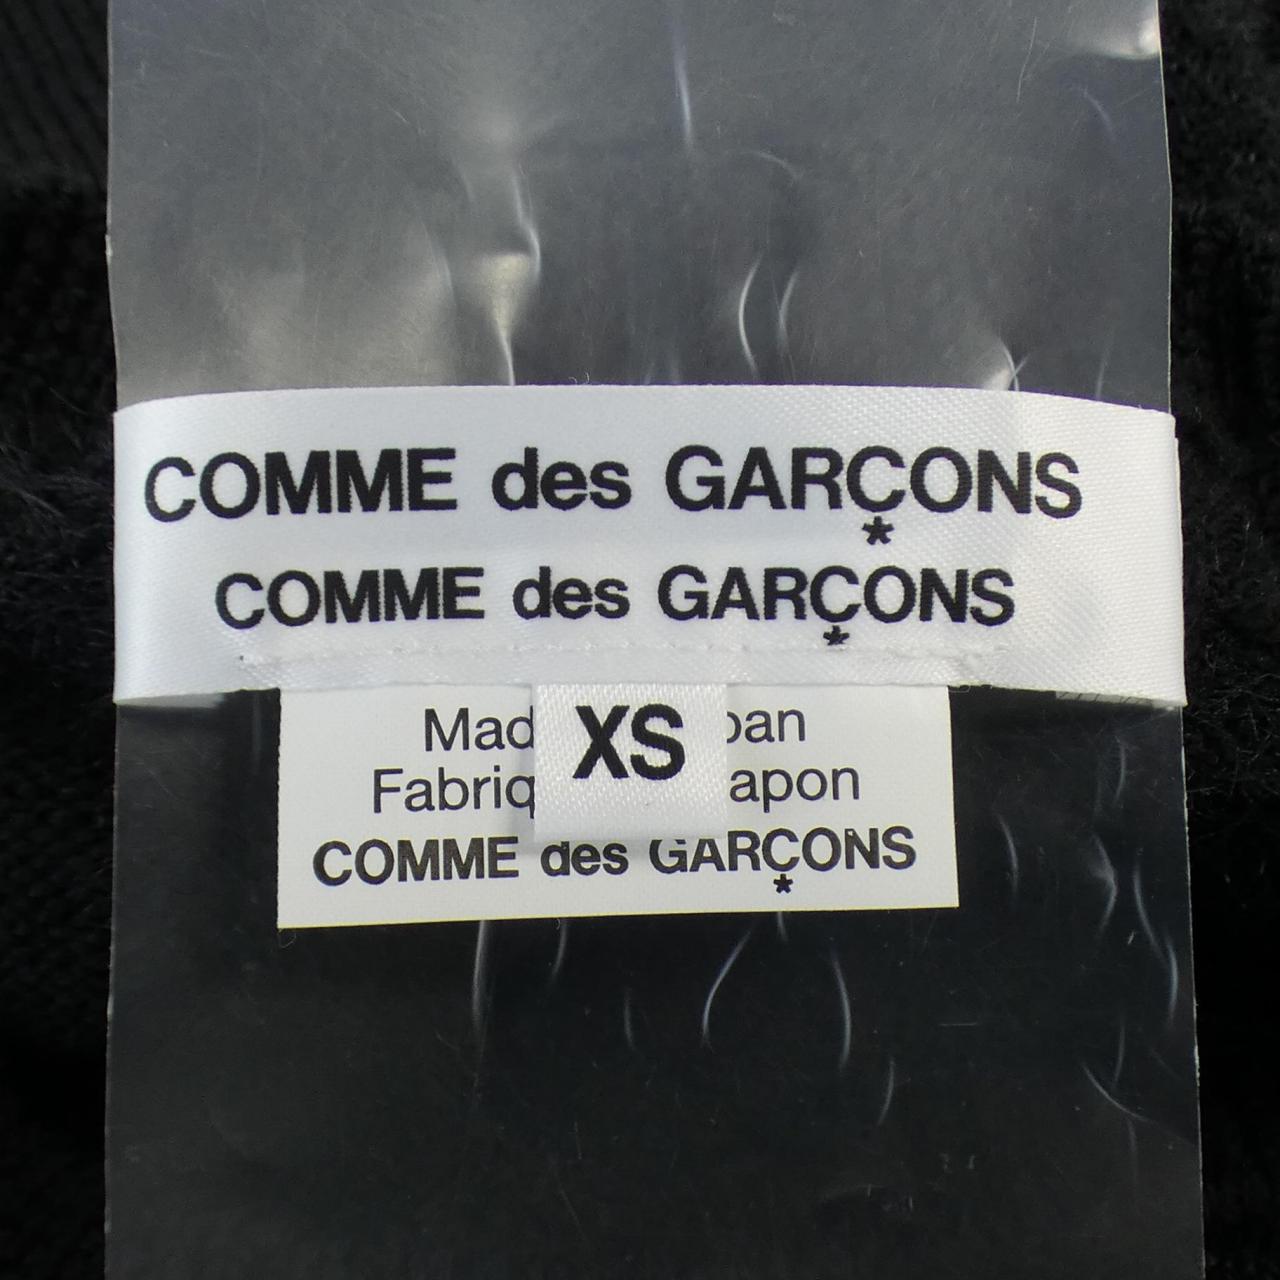 COMME des GARÇONS
COMME des GARÇONS
XS
Mad pan
Fabriq apon
COMME des GARÇONS